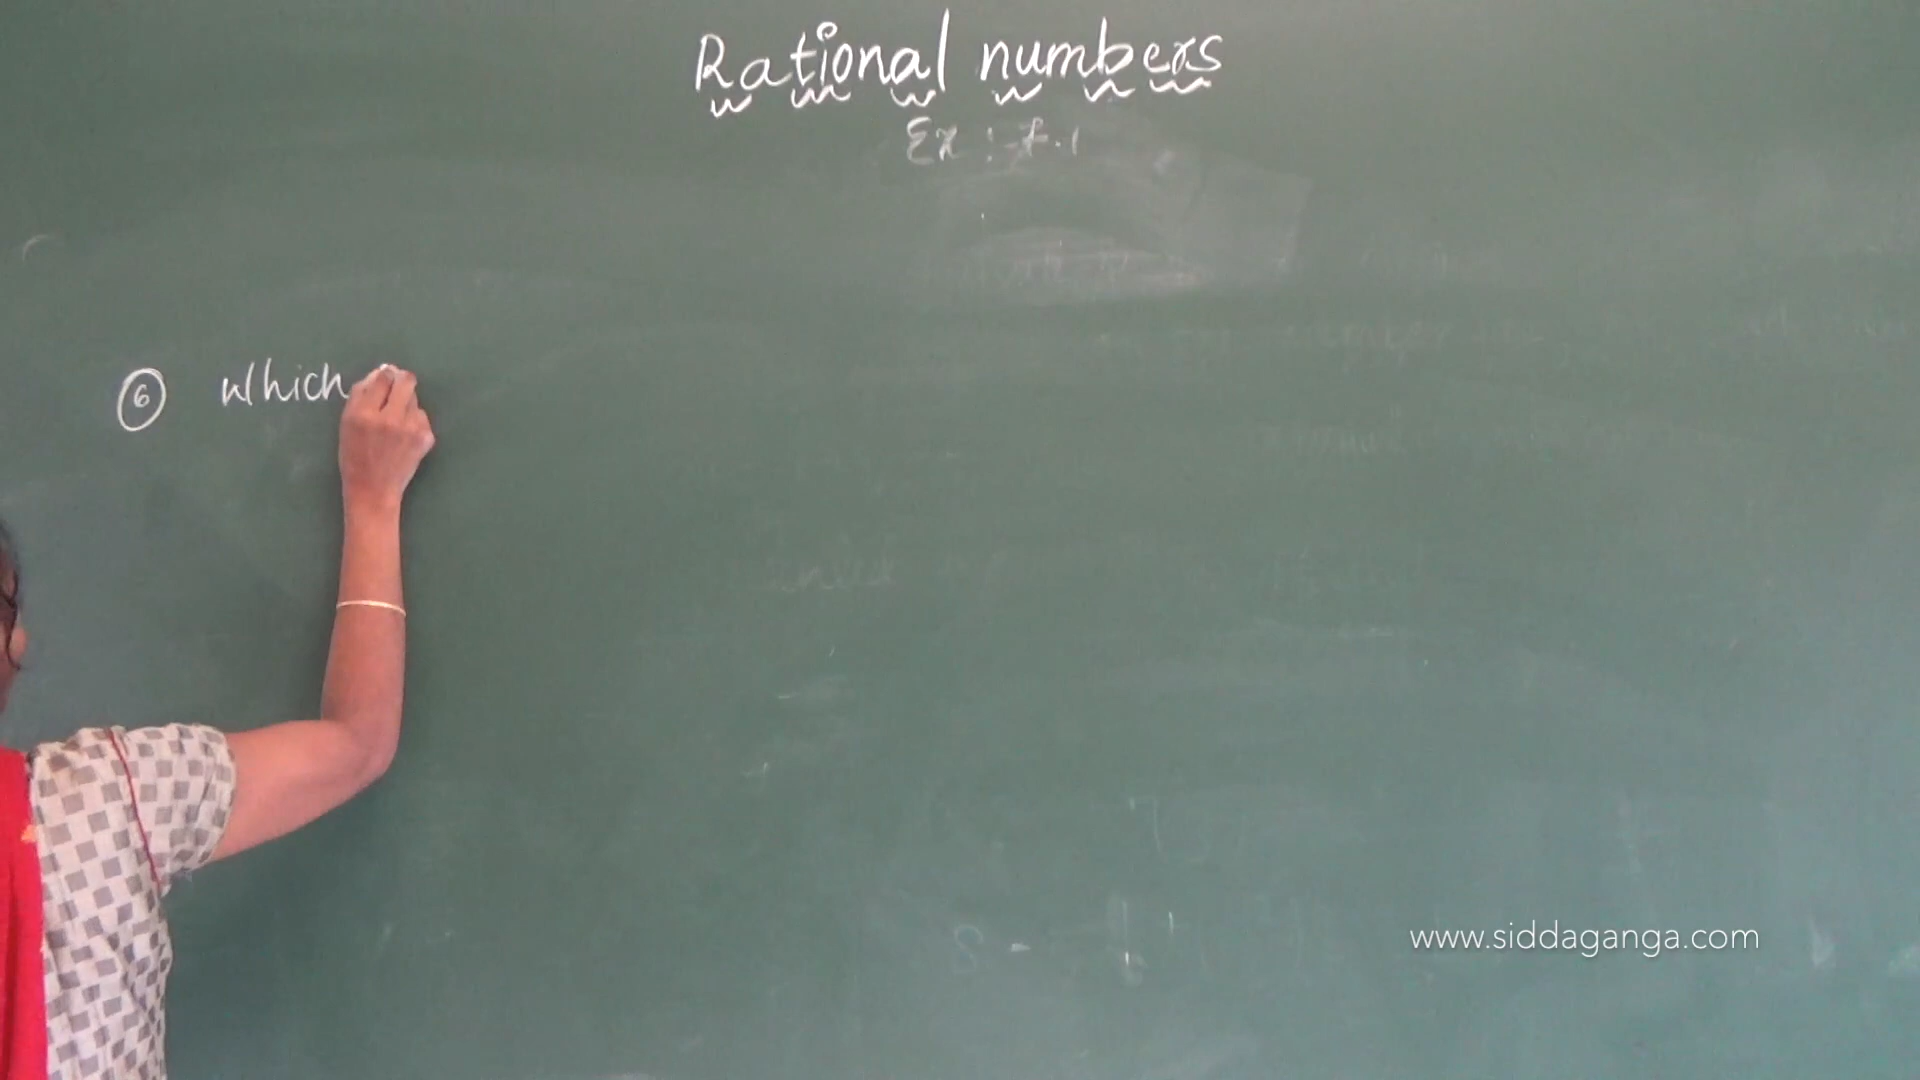 Rational numbers
Ex :- 7.1
⑥ Which
www.siddaganga.com